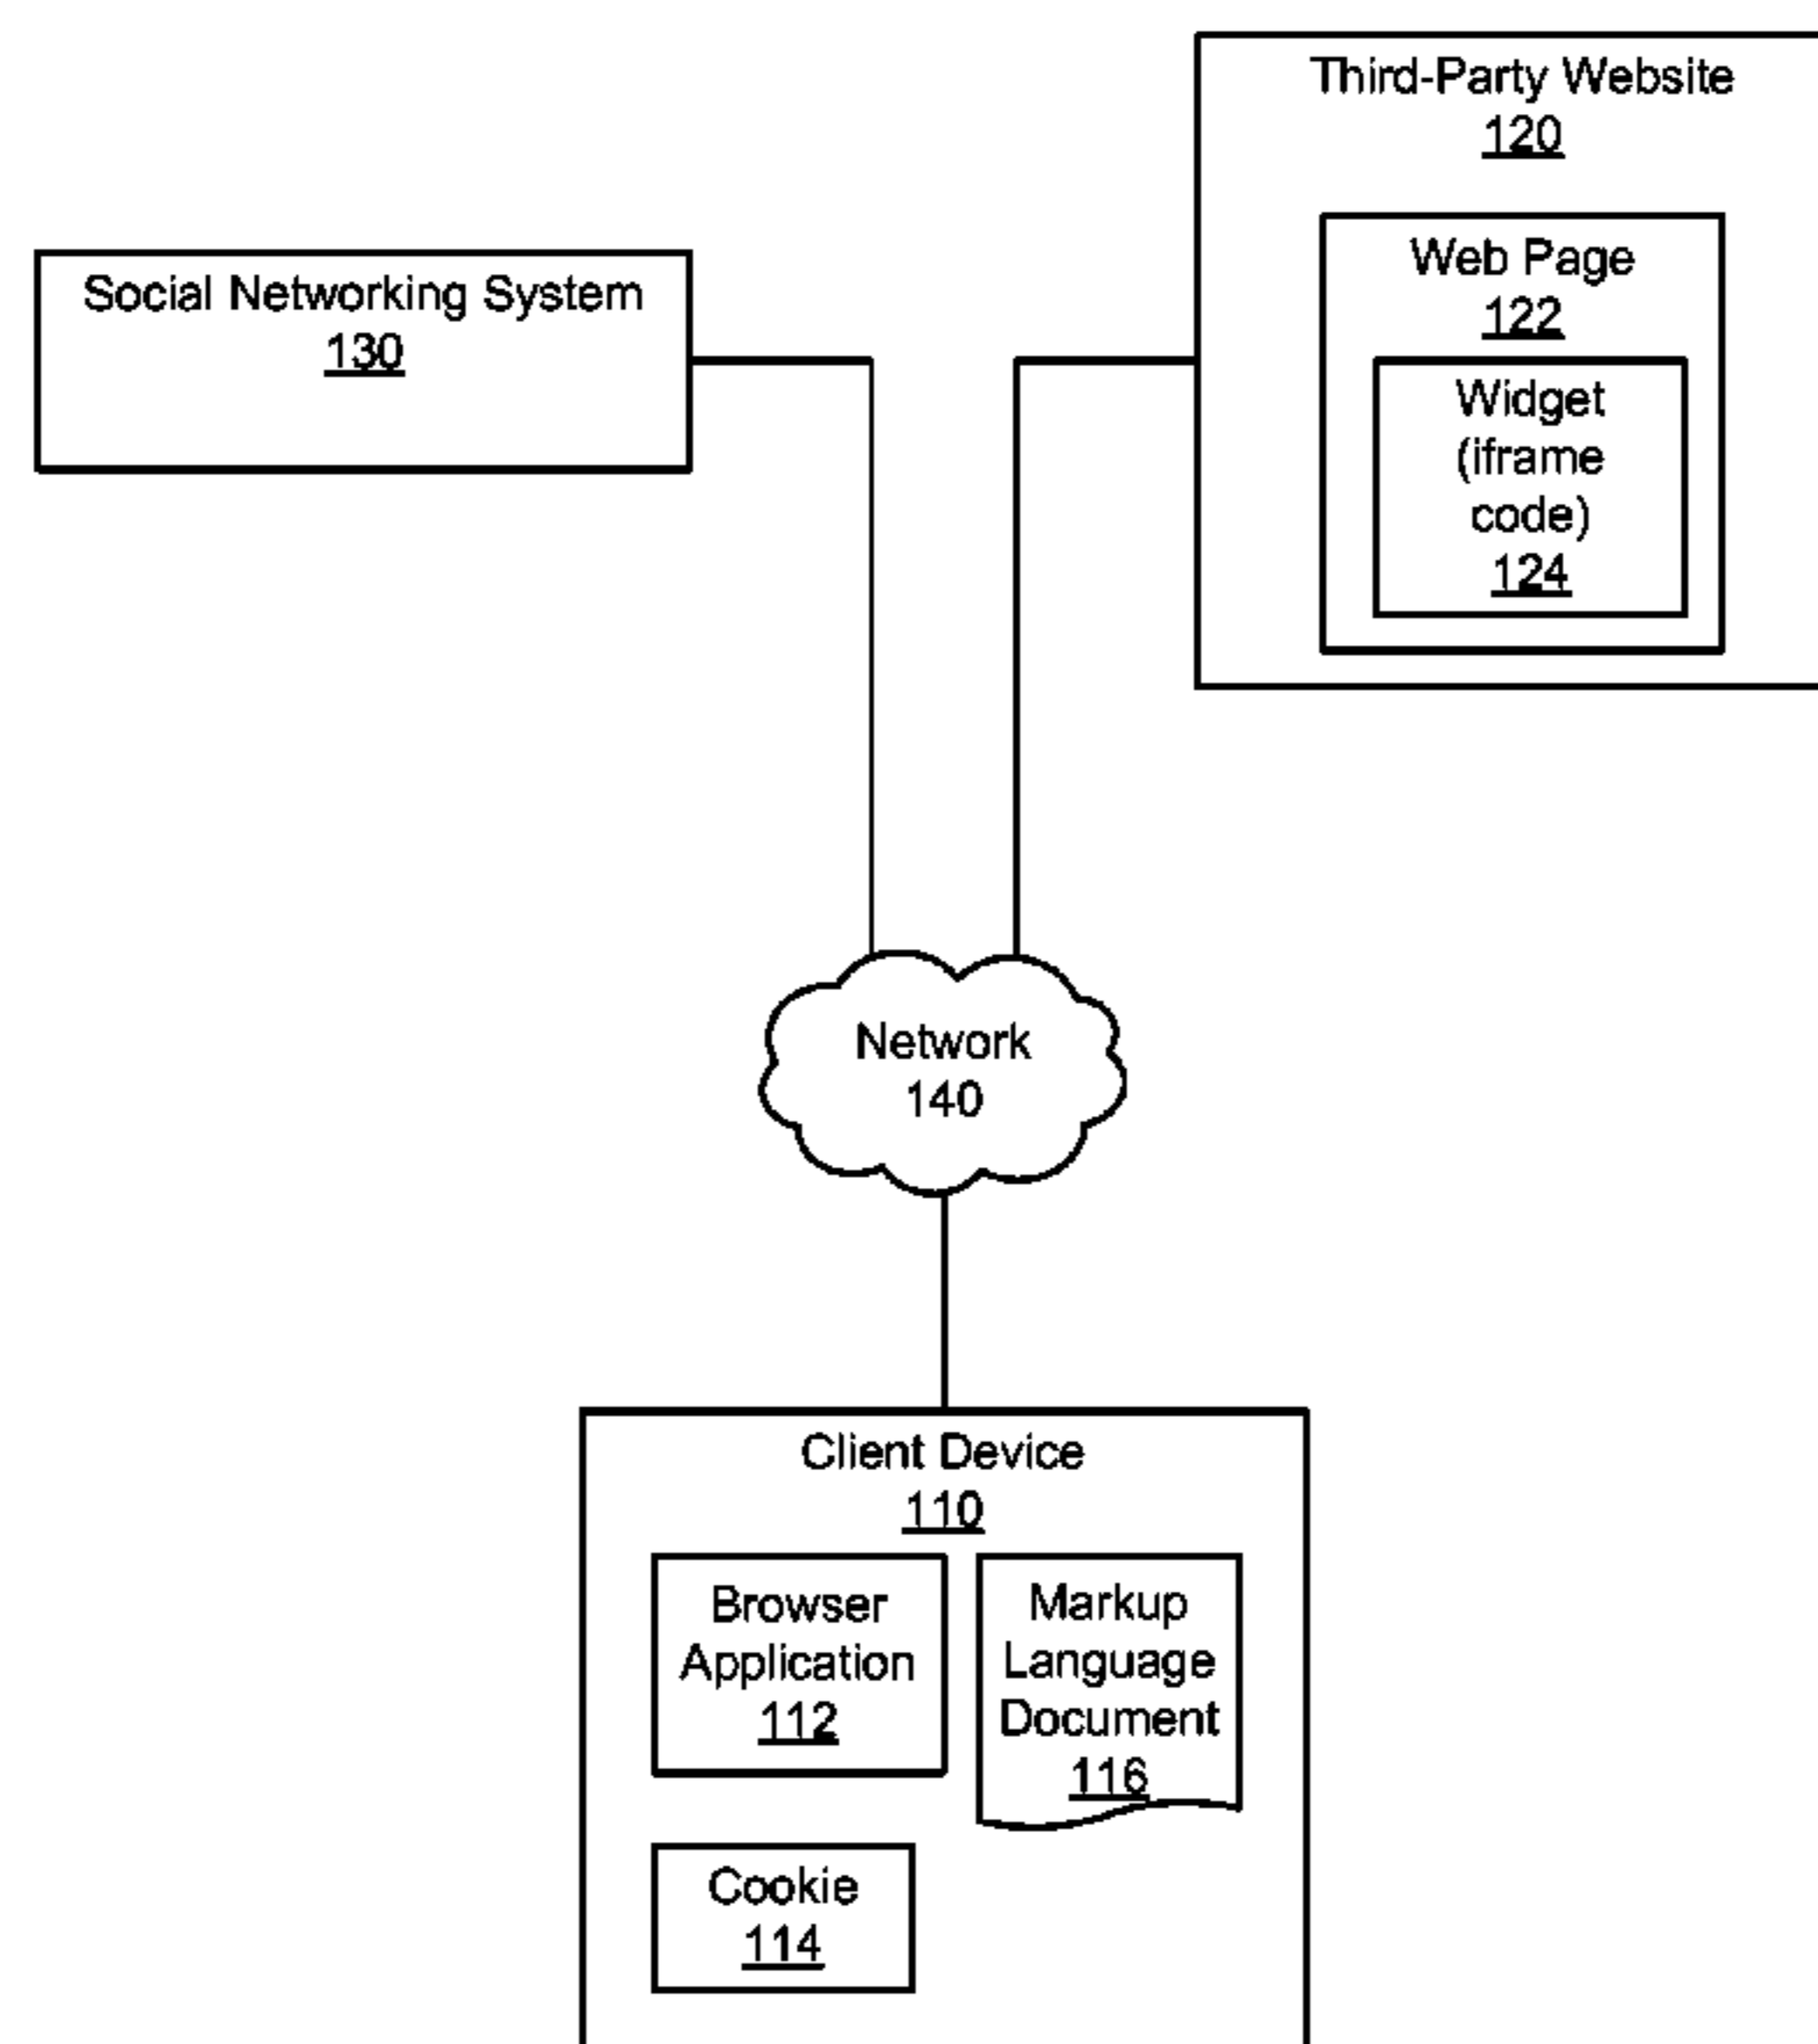 Third-Party Website
120
Web Page
122
Widget
(iframe
code)
124
Social Networking System
130
Network
140
Client Device
110
Browser
Application
112
Markup
Language
Document
116
Cookie
114